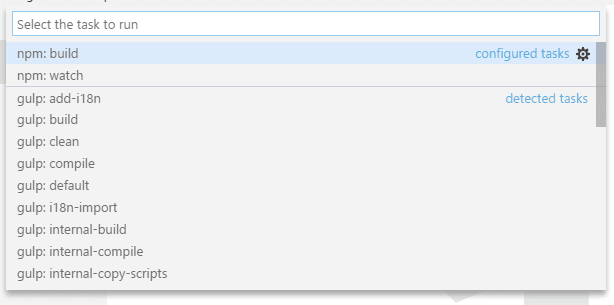 Select the task to run
npm: build configured tasks
npm: watch
gulp: add-i18n detected tasks
gulp: build
gulp: clean
gulp: compile
gulp: default
gulp: i18n-import
gulp: internal-build
gulp: internal-compile
gulp: internal-copy-scripts